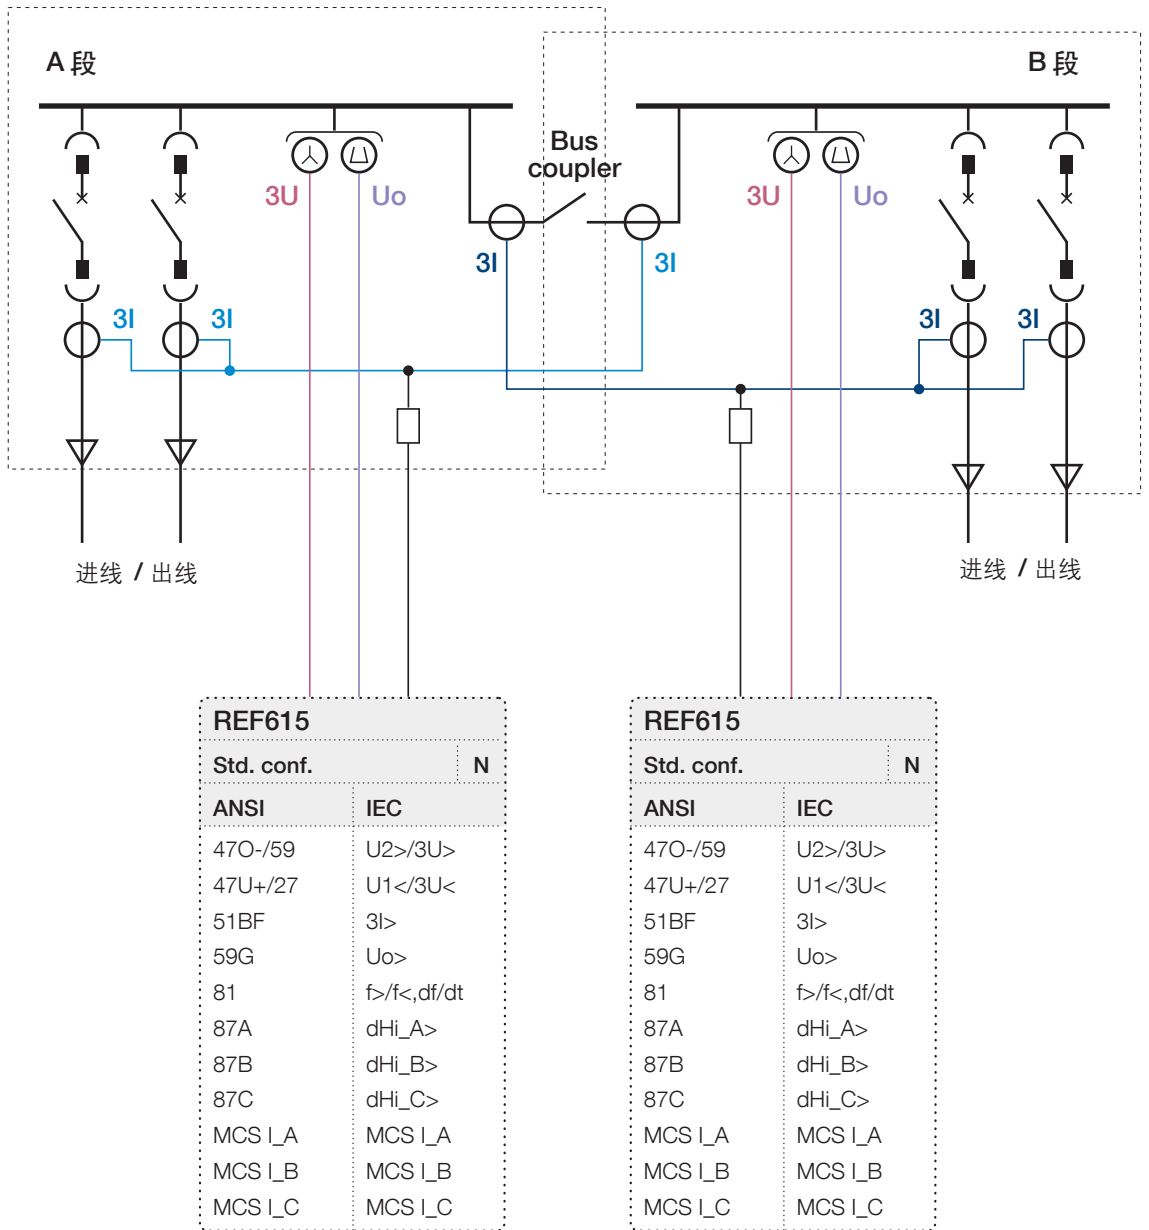 A 段
B 段
Bus
coupler
3U
Uo
3U
Uo
3I
3I
3I
3I
3I
3I
进线 / 出线
进线 / 出线
REF615
Std. conf. N
ANSI IEC
47O-/59 U2>/3U>
47U+/27 U1</3U<
51BF 3I>
59G Uo>
81 f>/f<,df/dt
87A dHi_A>
87B dHi_B>
87C dHi_C>
MCS I_A MCS I_A
MCS I_B MCS I_B
MCS I_C MCS I_C
REF615
Std. conf. N
ANSI IEC
47O-/59 U2>/3U>
47U+/27 U1</3U<
51BF 3I>
59G Uo>
81 f>/f<,df/dt
87A dHi_A>
87B dHi_B>
87C dHi_C>
MCS I_A MCS I_A
MCS I_B MCS I_B
MCS I_C MCS I_C